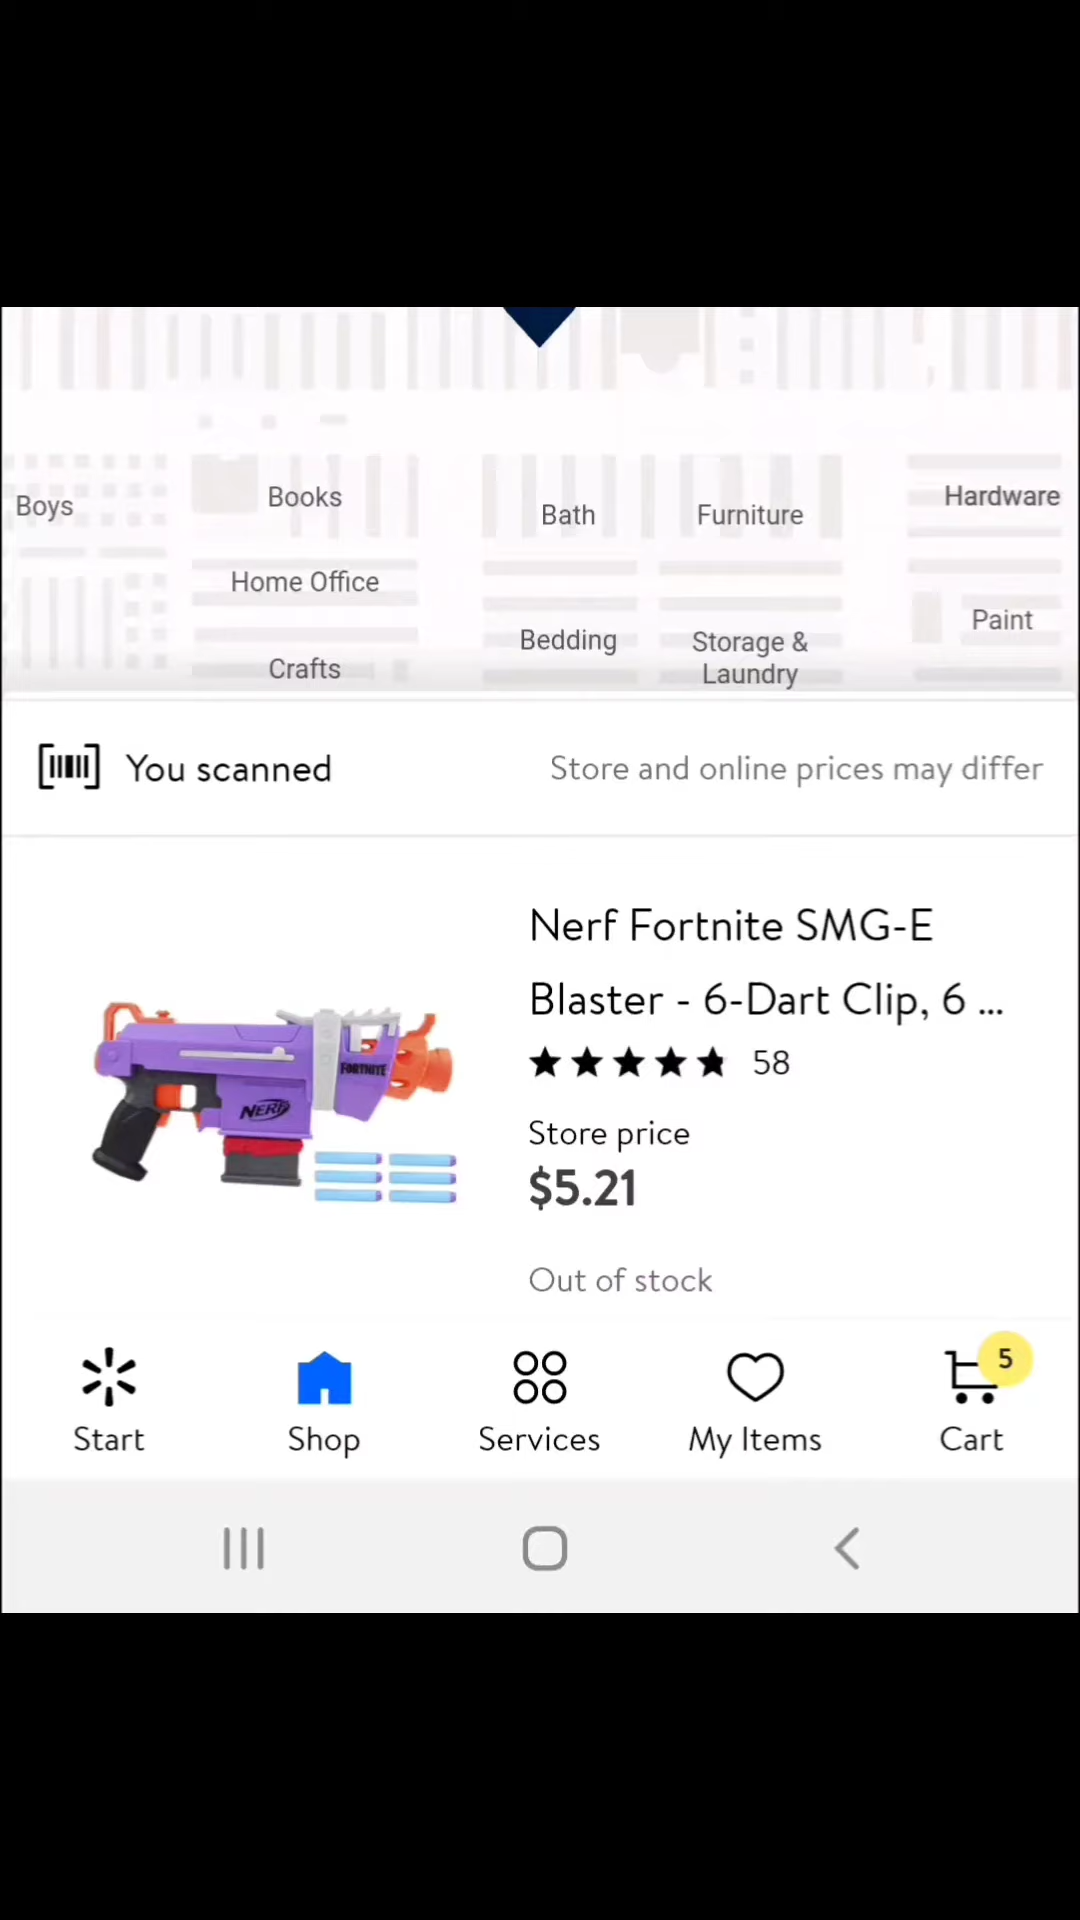 Boys
Books
Bath
Furniture
Hardware
Home Office
Paint
Crafts
Bedding
Storage &
Laundry
You scanned
Store and online prices may differ
Nerf Fortnite SMG-E
Blaster - 6-Dart Clip, 6 ...
58
Store price
$5.21
Out of stock
FORTNITE
NERF
5
Start
Shop
Services
My Items
Cart